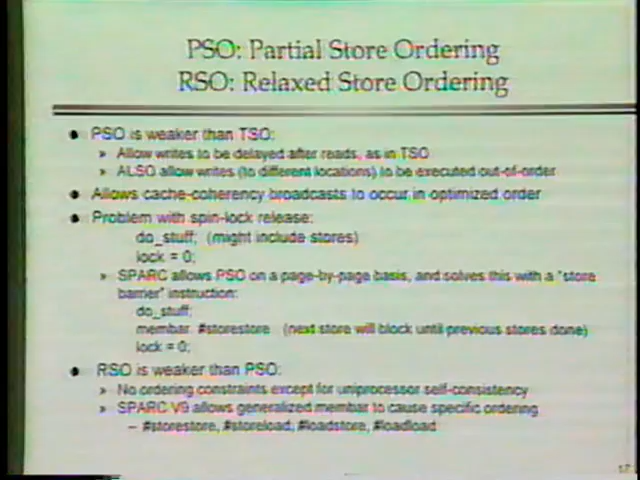 PSO: Partial Store Ordering
RSO: Relaxed Store Ordering
● PSO is weaker than TSO:
» Allow writes to be delayed after reads, as in TSO
» ALSO allow writes (to different locations) to be executed out-of-order
● Allows cache-coherency broadcasts to occur in optimized order
● Problem with spin-lock release:
do_stuff; (might include stores)
lock = 0;
» SPARC allows PSO on a page-by-page basis, and solves this with a "store
barrier" instruction:
do_stuff;
membar #storestore (next store will block until previous stores done)
lock = 0;
● RSO is weaker than PSO:
» No ordering constraints except for uniprocessor self-consistency
» SPARC V9 allows generalized membar to cause specific ordering
– #storestore, #storeload, #loadstore, #loadload